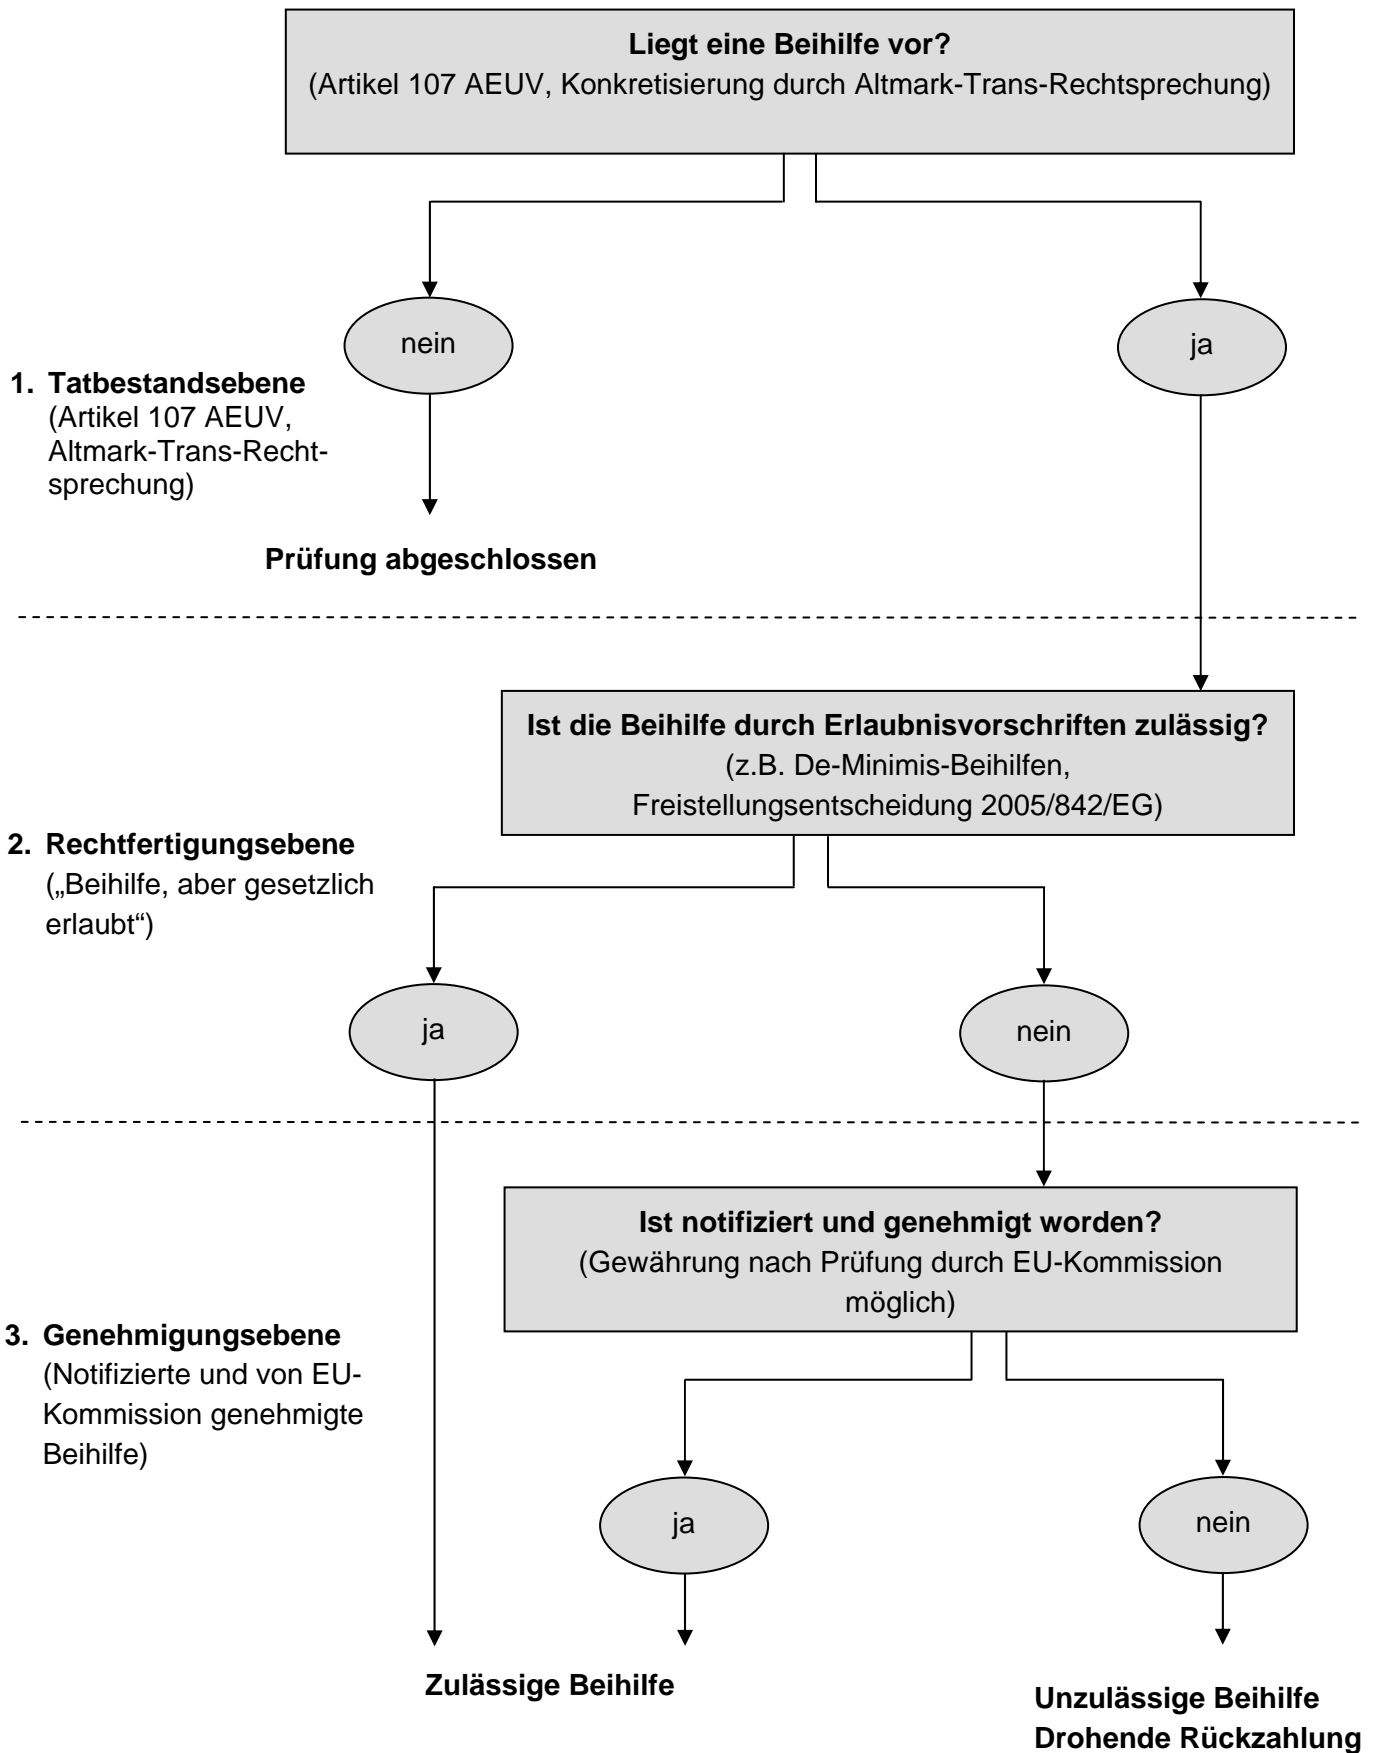 Liegt eine Beihilfe vor?
(Artikel 107 AEUV, Konkretisierung durch Altmark-Trans-Rechtsprechung)
nein
ja
1. Tatbestandsebene
(Artikel 107 AEUV,
Altmark-Trans-Recht-
sprechung)
Prüfung abgeschlossen
Ist die Beihilfe durch Erlaubnisvorschriften zulässig?
(z.B. De-Minimis-Beihilfen,
Freistellungsentscheidung 2005/842/EG)
2. Rechtfertigungsebene
(„Beihilfe, aber gesetzlich
erlaubt“)
ja
nein
Ist notifiziert und genehmigt worden?
(Gewährung nach Prüfung durch EU-Kommission
möglich)
3. Genehmigungsebene
(Notifizierte und von EU-
Kommission genehmigte
Beihilfe)
ja
nein
Zulässige Beihilfe
Unzulässige Beihilfe
Drohende Rückzahlung